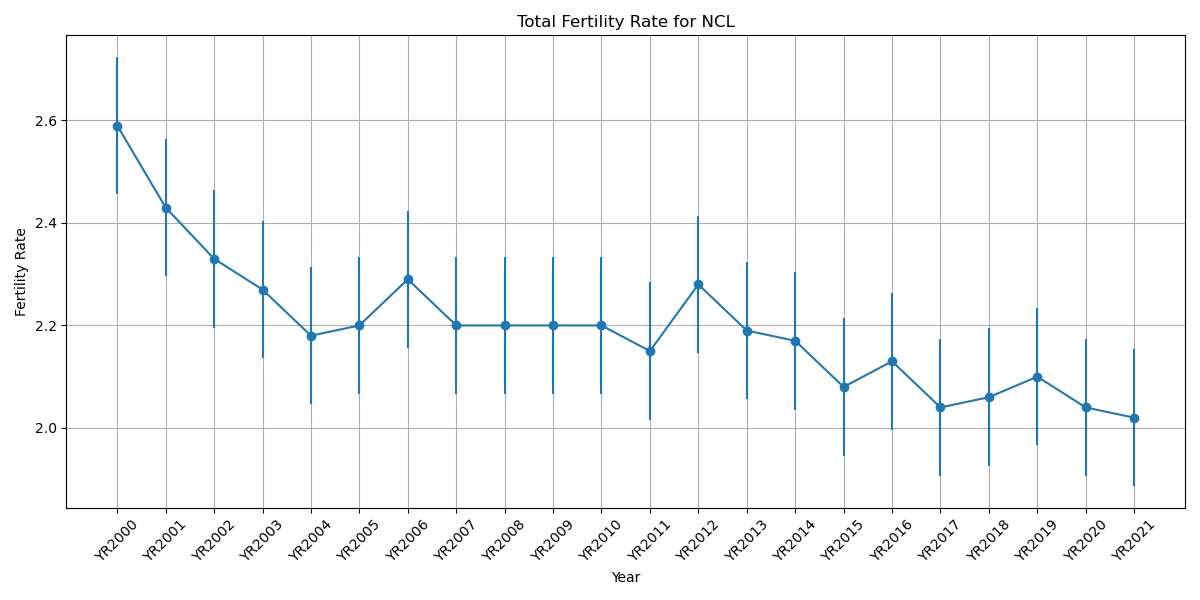 Total Fertility Rate for NCL
Fertility Rate
2.6
2.4
2.2
2.0
YR2000
YR2001
YR2002
YR2003
YR2004
YR2005
YR2006
YR2007
YR2008
YR2009
YR2010
YR2011
YR2012
YR2013
YR2014
YR2015
YR2016
YR2017
YR2018
YR2019
YR2020
YR2021
Year